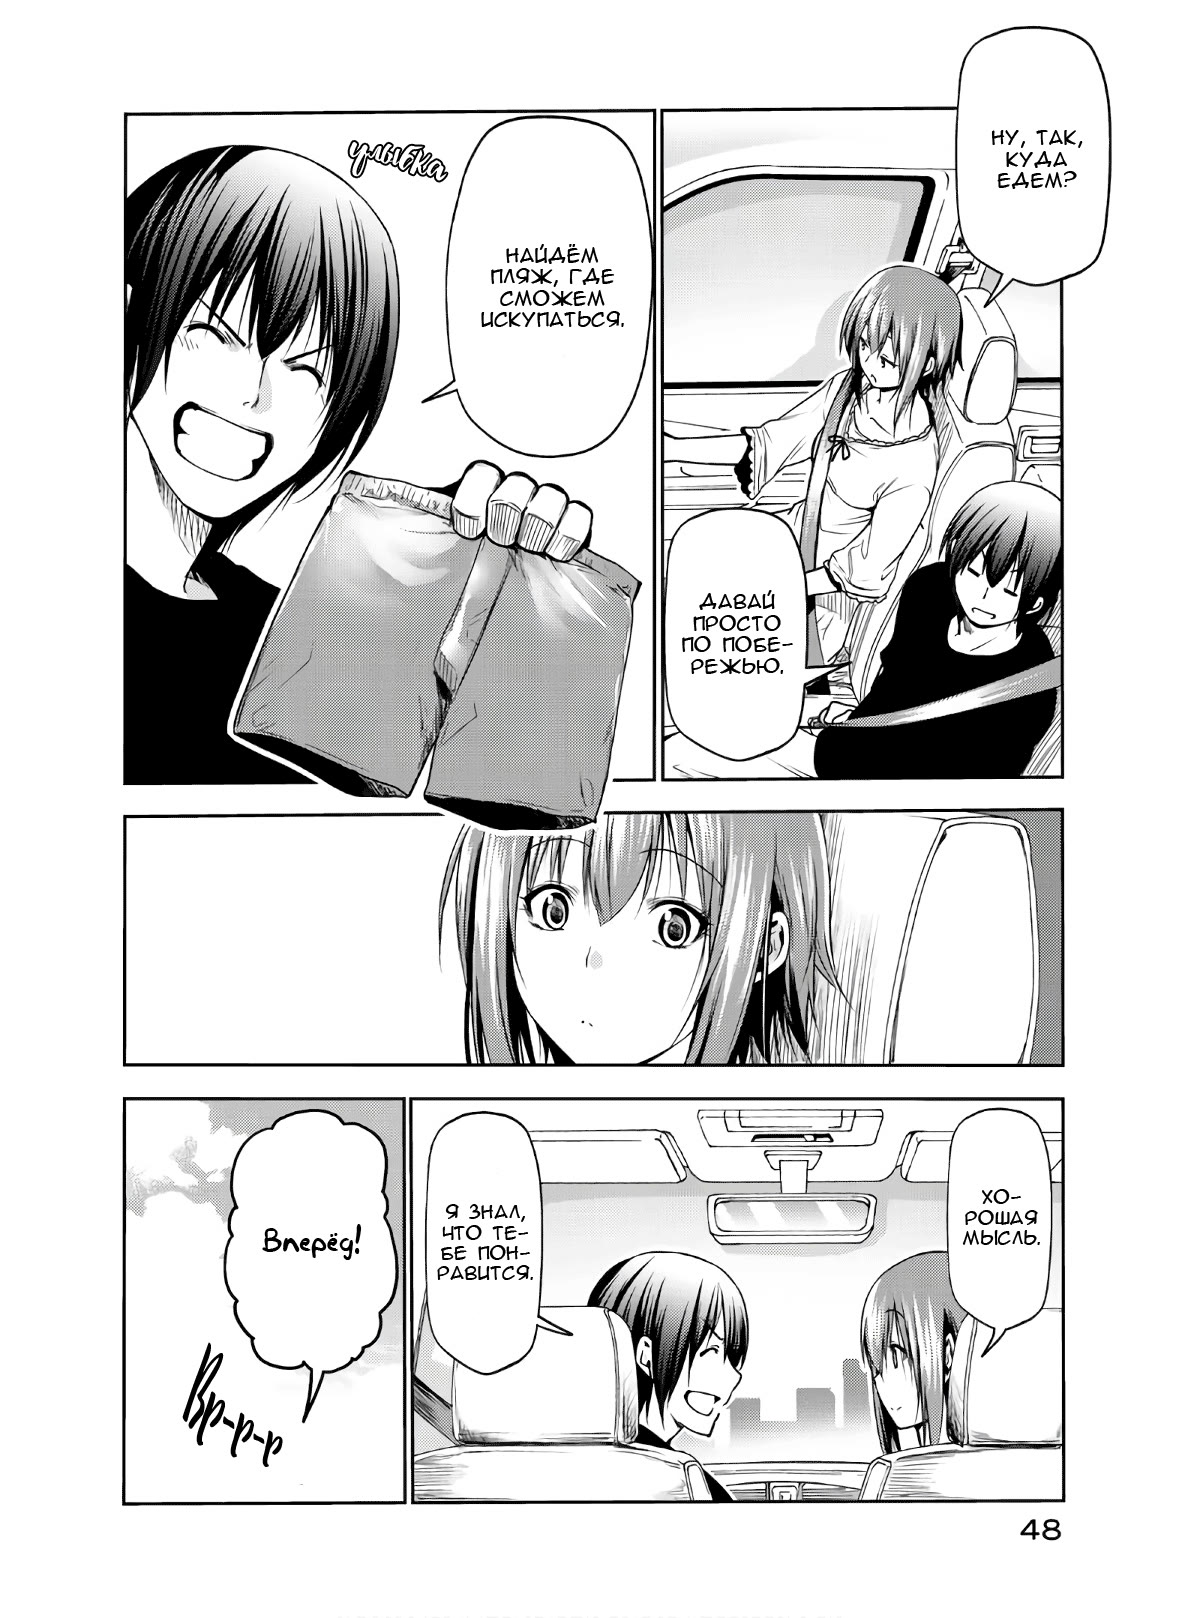 НУ, ТАК,
КУДА
ЕДЕМ?
ДАВАЙ
ПРОСТО
ПО ПОБЕ-
РЕЖЬЮ.
улыбка
НАЙДЁМ
ПЛЯЖ, ГДЕ
СМОЖЕМ
ИСКУПАТЬСЯ.
ХО-
РОШАЯ
МЫСЛЬ.
Я ЗНАЛ,
ЧТО ТЕ-
БЕ ПОН-
РАВИТСЯ.
Вперёд!
Вр-р-р
48